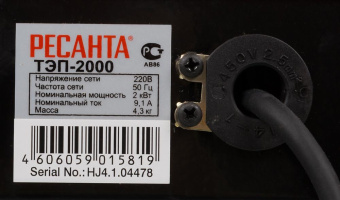 РЕСАНТА®
АВ86
ТЭП-2000
Напряжение сети 220В
Частота сети 50 Гц
Номинальная мощность 2 кВт
Номинальный ток 9,1 А
Масса 4,3 кг
4 606059 015819
Serial No.: HJ4.1.04478